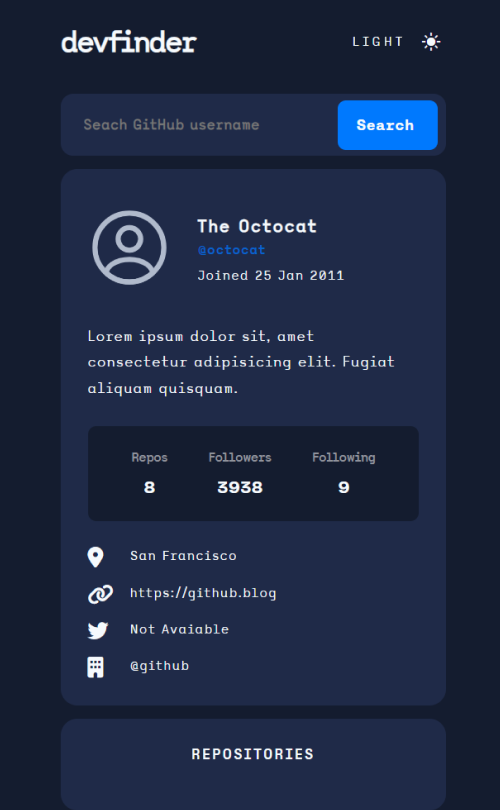 devfinder
LIGHT
Seach GitHub username
Search
The Octocat
@octocat
Joined 25 Jan 2011
Lorem ipsum dolor sit, amet
consectetur adipisicing elit. Fugiat
aliquam quisquam.
Repos Followers Following
8 3938 9
San Francisco
https://github.blog
Not Avaiable
@github
REPOSITORIES